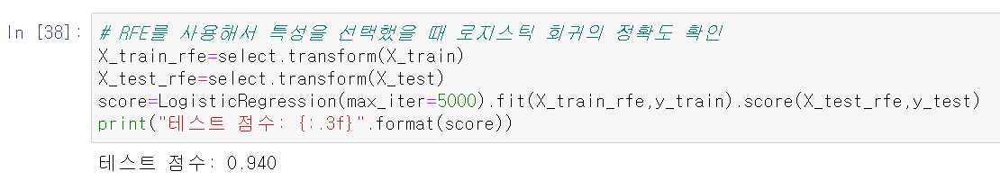 In [38]: # RFE를 사용해서 특성을 선택했을 때 로지스틱 회귀의 정확도 확인
X_train_rfe=select.transform(X_train)
X_test_rfe=select.transform(X_test)
score=LogisticRegression(max_iter=5000).fit(X_train_rfe,y_train).score(X_test_rfe,y_test)
print("테스트 점수: {:.3f}".format(score))
테스트 점수: 0.940